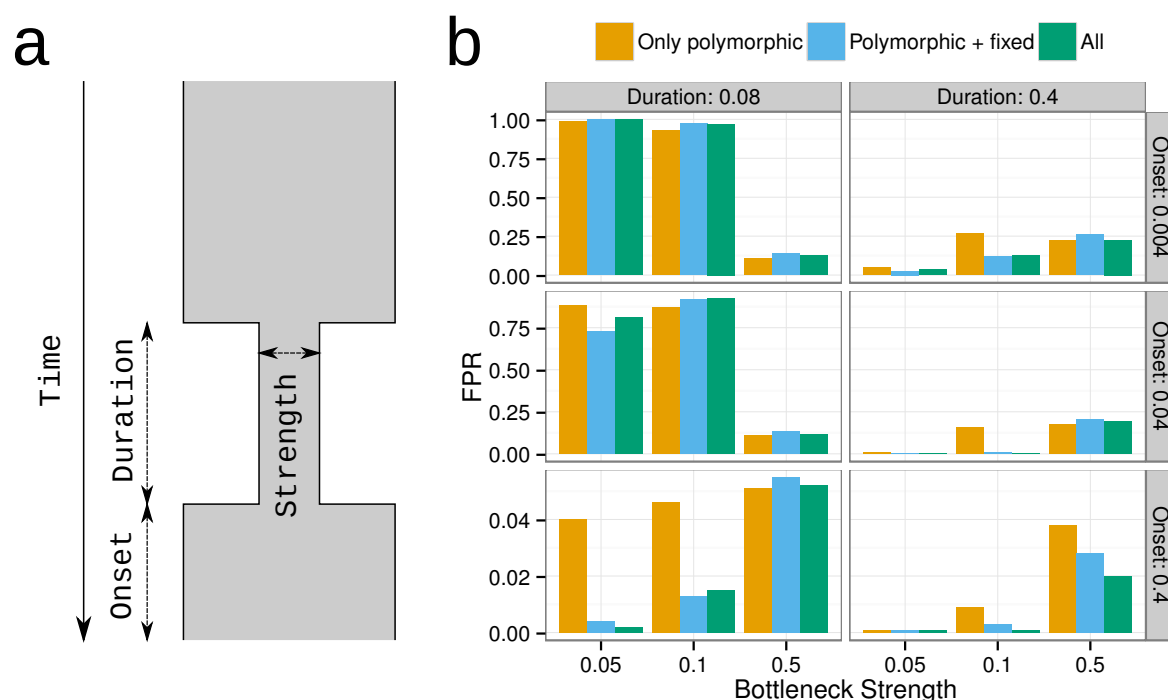 a
Time
Duration
Onset
Strength
b
Only polymorphic Polymorphic + fixed All
Duration: 0.08 Duration: 0.4
1.00
0.75
0.50
0.25
0.00
Onset: 0.004
0.75
0.50
0.25
0.00
Onset: 0.04
0.04
0.02
0.00
Onset: 0.4
FPR
0.05 0.1 0.5 0.05 0.1 0.5
Bottleneck Strength